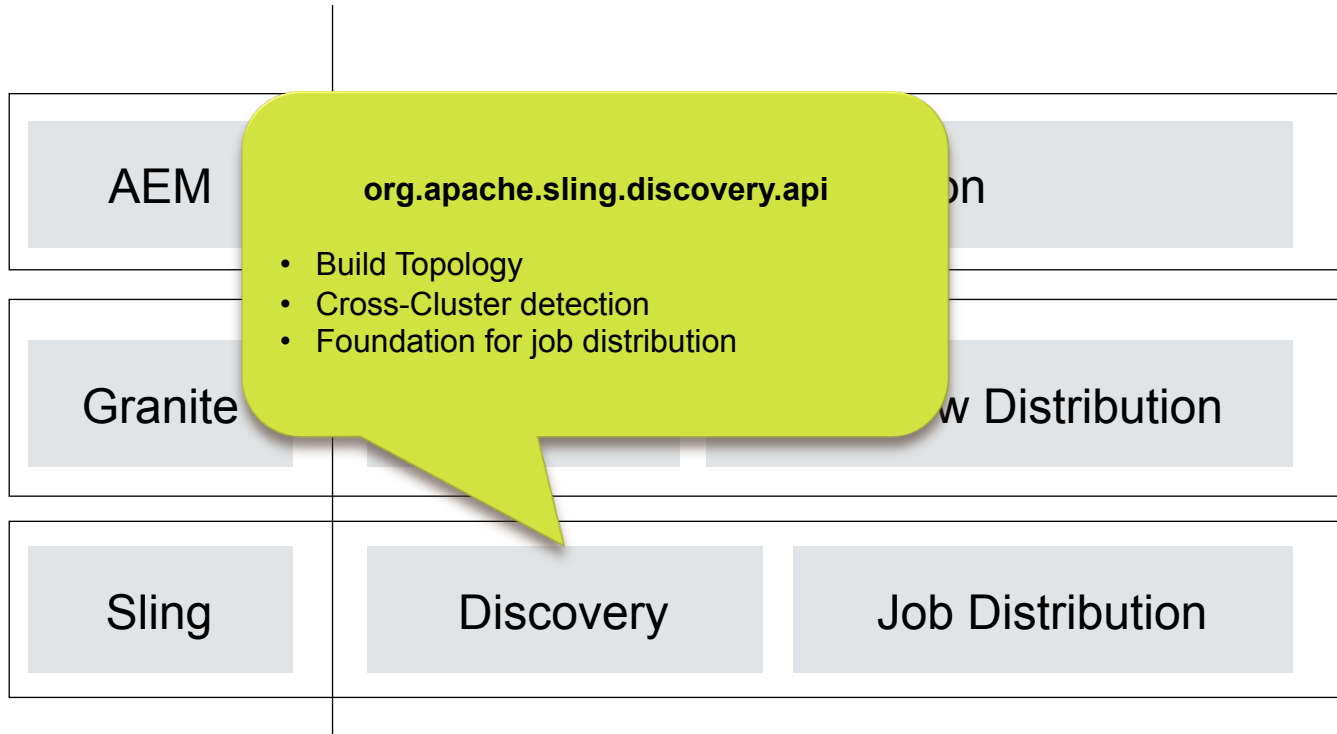 AEM
org.apache.sling.discovery.api
on
• Build Topology
• Cross-Cluster detection
• Foundation for job distribution
Granite
w Distribution
Sling
Discovery
Job Distribution